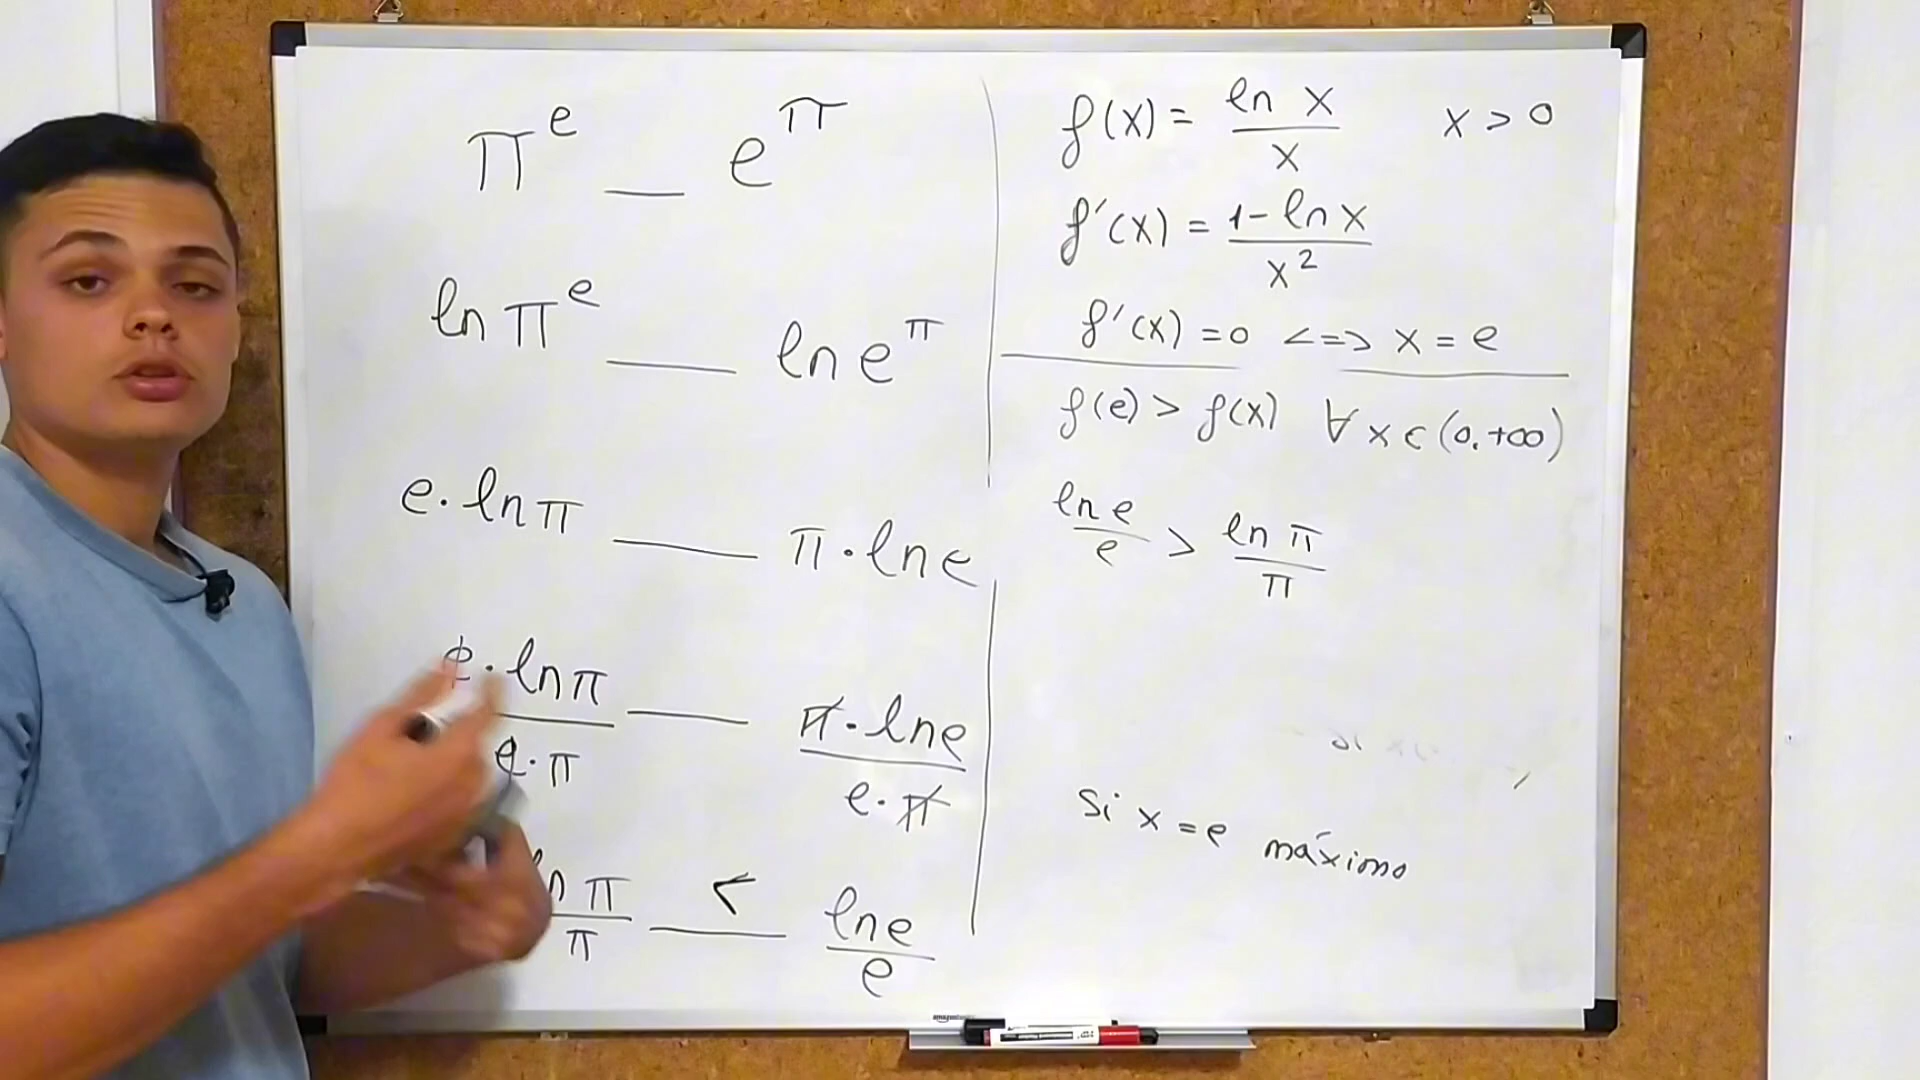 π^e __ e^π
ln π^e __ ln e^π
e · ln π __ π · ln e
e · ln π / e · π __ π · ln e / e · π
ln π / π < ln e / e
f(x) = ln x / x x > 0
f'(x) = 1 - ln x / x^2
f'(x) = 0 <=> x = e
f(e) > f(x) ∀ x ∈ (0, +∞)
ln e / e > ln π / π
Si x = e máximo